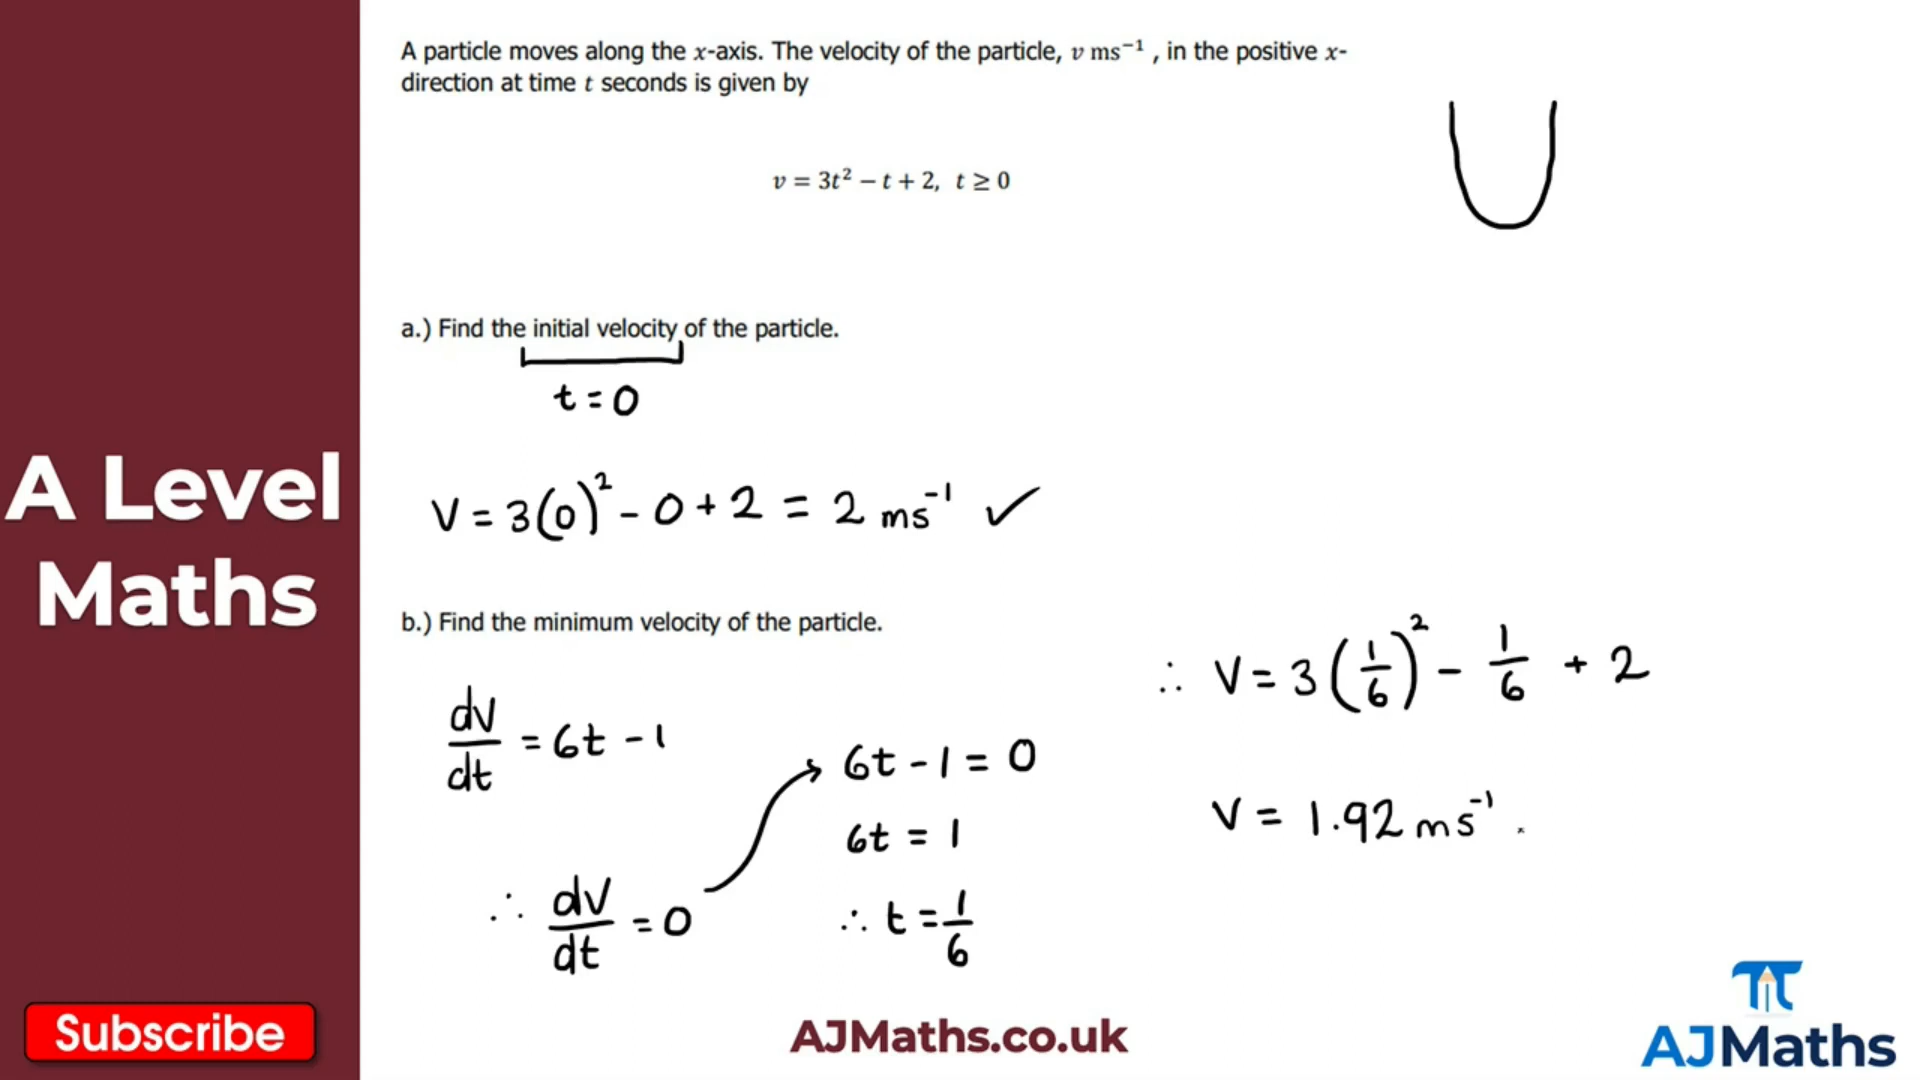 A Level
Maths
Subscribe
A particle moves along the x-axis. The velocity of the particle, v ms⁻¹ , in the positive x-
direction at time t seconds is given by
v = 3t² − t + 2, t ≥ 0
a.) Find the initial velocity of the particle.
t = 0
V = 3(0)² - 0 + 2 = 2 ms⁻¹ ✓
b.) Find the minimum velocity of the particle.
dv/dt = 6t - 1
∴ dv/dt = 0
6t - 1 = 0
6t = 1
∴ t = 1/6
∴ V = 3(1/6)² - 1/6 + 2
V = 1.92 ms⁻¹ .
AJMaths.co.uk
AJMaths